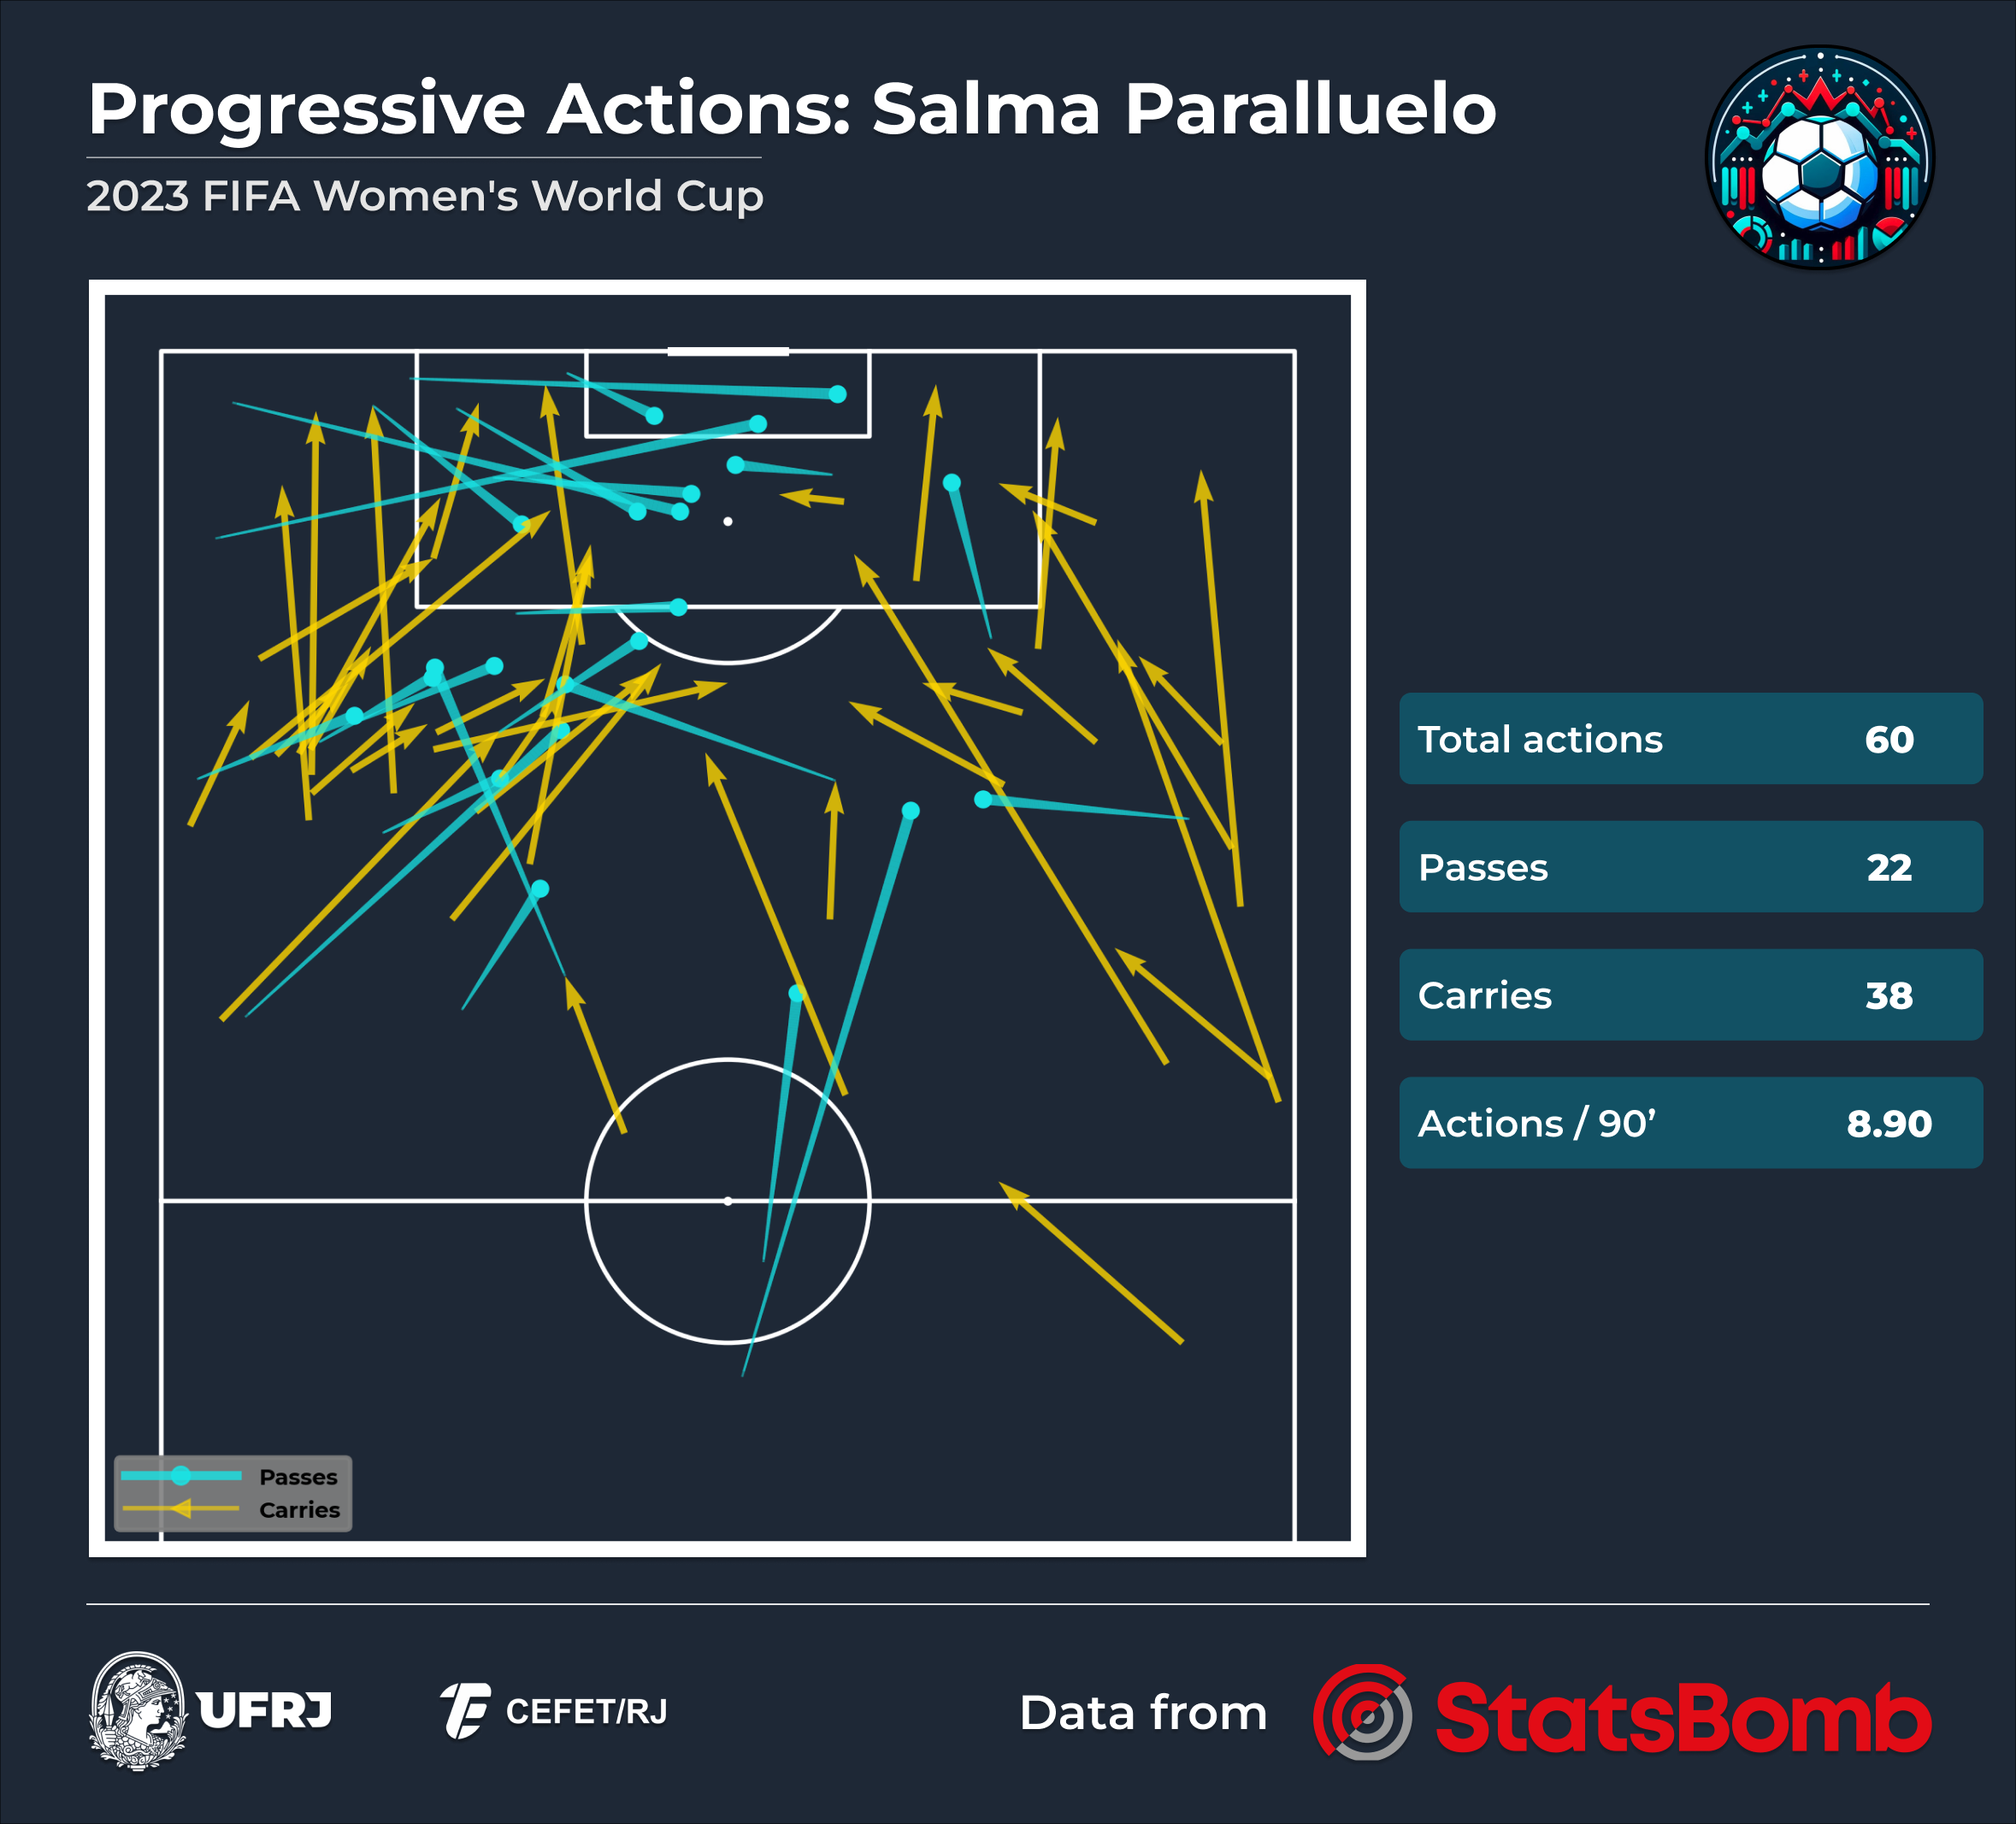 Progressive Actions: Salma Paralluelo
2023 FIFA Women's World Cup
Total actions 60
Passes 22
Carries 38
Actions / 90’ 8.90
Passes
Carries
UFRJ
CEFET/RJ
Data from
StatsBomb